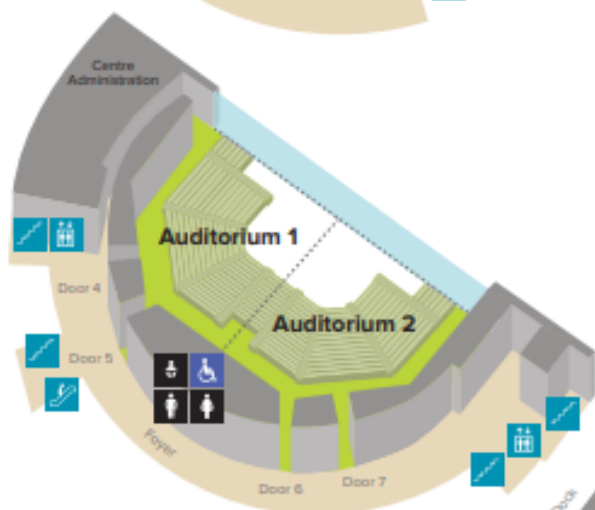 Centre
Administration
Auditorium 1
Door 4
Auditorium 2
Door 5
Foyer
Door 6
Door 7